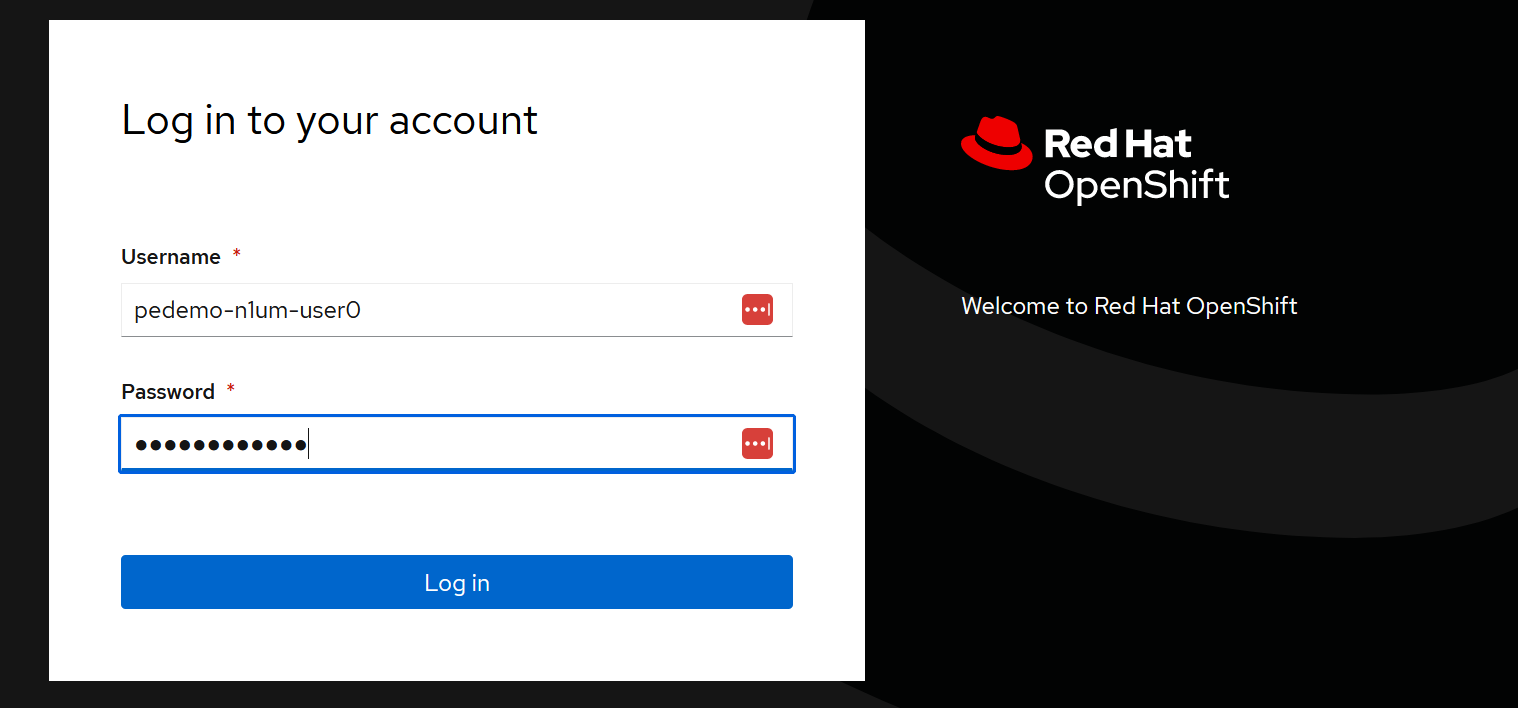 Log in to your account
Username *
pedemo-n1um-user0
Password *
●●●●●●●●●●●●
Log in
Red Hat
OpenShift
Welcome to Red Hat OpenShift